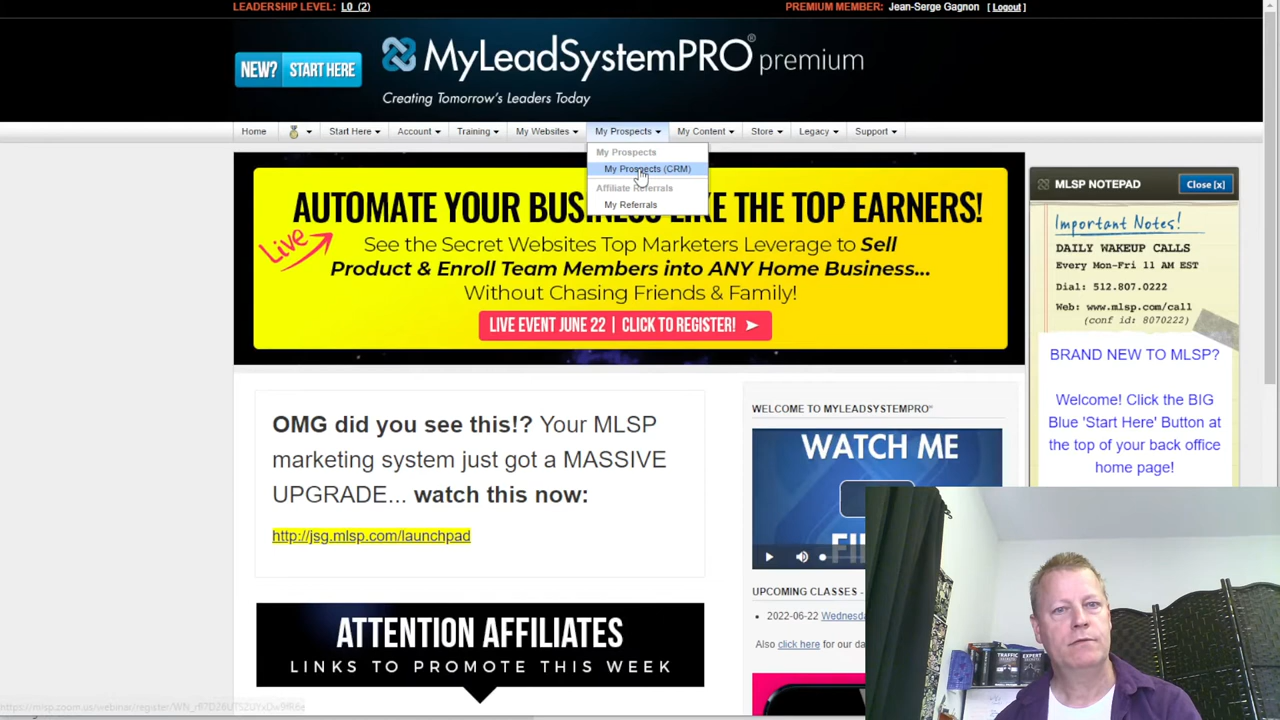 LEADERSHIP LEVEL: L0 (2)
PREMIUM MEMBER: Jean-Serge Gagnon [ Logout ]
NEW? START HERE
MyLeadSystemPRO® premium
Creating Tomorrow's Leaders Today
Home Start Here Account Training My Websites My Prospects My Content Store Legacy Support
My Prospects
My Prospects (CRM)
Affiliate Referrals
My Referrals
AUTOMATE YOUR BUSINESS LIKE THE TOP EARNERS!
Live
See the Secret Websites Top Marketers Leverage to Sell
Product & Enroll Team Members into ANY Home Business...
Without Chasing Friends & Family!
LIVE EVENT JUNE 22 | CLICK TO REGISTER!
MLSP NOTEPAD Close [x]
Important Notes!
DAILY WAKEUP CALLS
Every Mon-Fri 11 AM EST
Dial: 512.807.0222
Web: www.mlsp.com/call
(conf id: 8070222)
BRAND NEW TO MLSP?
Welcome! Click the BIG
Blue 'Start Here' Button at
the top of your back office
home page!
OMG did you see this!? Your MLSP
marketing system just got a MASSIVE
UPGRADE... watch this now:
http://jsg.mlsp.com/launchpad
WELCOME TO MYLEADSYSTEMPRO®
WATCH ME
UPCOMING CLASSES -
2022-06-22 Wednesda
Also click here for our da
ATTENTION AFFILIATES
LINKS TO PROMOTE THIS WEEK
TRAFFIC
EXPERT